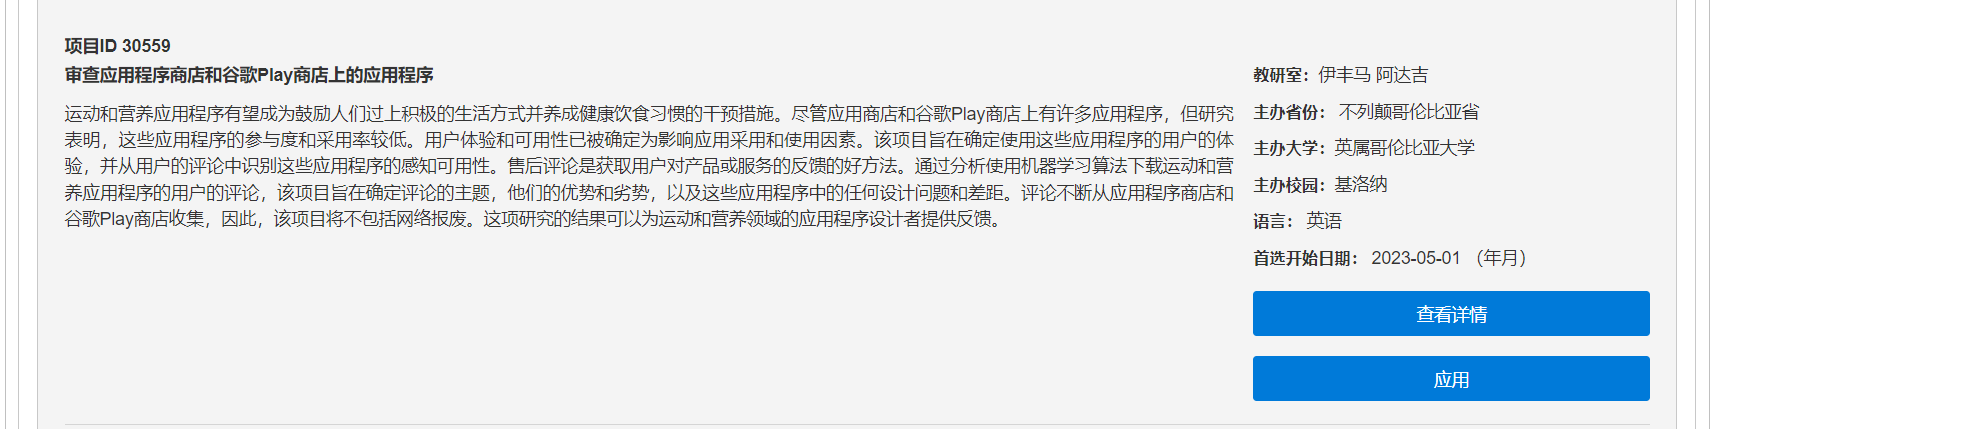 项目ID 30559
审查应用程序商店和谷歌Play商店上的应用程序
运动和营养应用程序有望成为鼓励人们过上积极的生活方式并养成健康饮食习惯的干预措施。尽管应用商店和谷歌Play商店上有许多应用程序，但研究
表明，这些应用程序的参与度和采用率较低。用户体验和可用性已被确定为影响应用采用和使用因素。该项目旨在确定使用这些应用程序的用户的体
验，并从用户的评论中识别这些应用程序的感知可用性。售后评论是获取用户对产品或服务的反馈的好方法。通过分析使用机器学习算法下载运动和营
养应用程序的用户的评论，该项目旨在确定评论的主题，他们的优势和劣势，以及这些应用程序中的任何设计问题和差距。评论不断从应用程序商店和
谷歌Play商店收集，因此，该项目将不包括网络报废。这项研究的结果可以为运动和营养领域的应用程序设计者提供反馈。
教研室：伊丰马 阿达吉
主办省份： 不列颠哥伦比亚省
主办大学：英属哥伦比亚大学
主办校园：基洛纳
语言： 英语
首选开始日期： 2023-05-01 （年月）
查看详情
应用